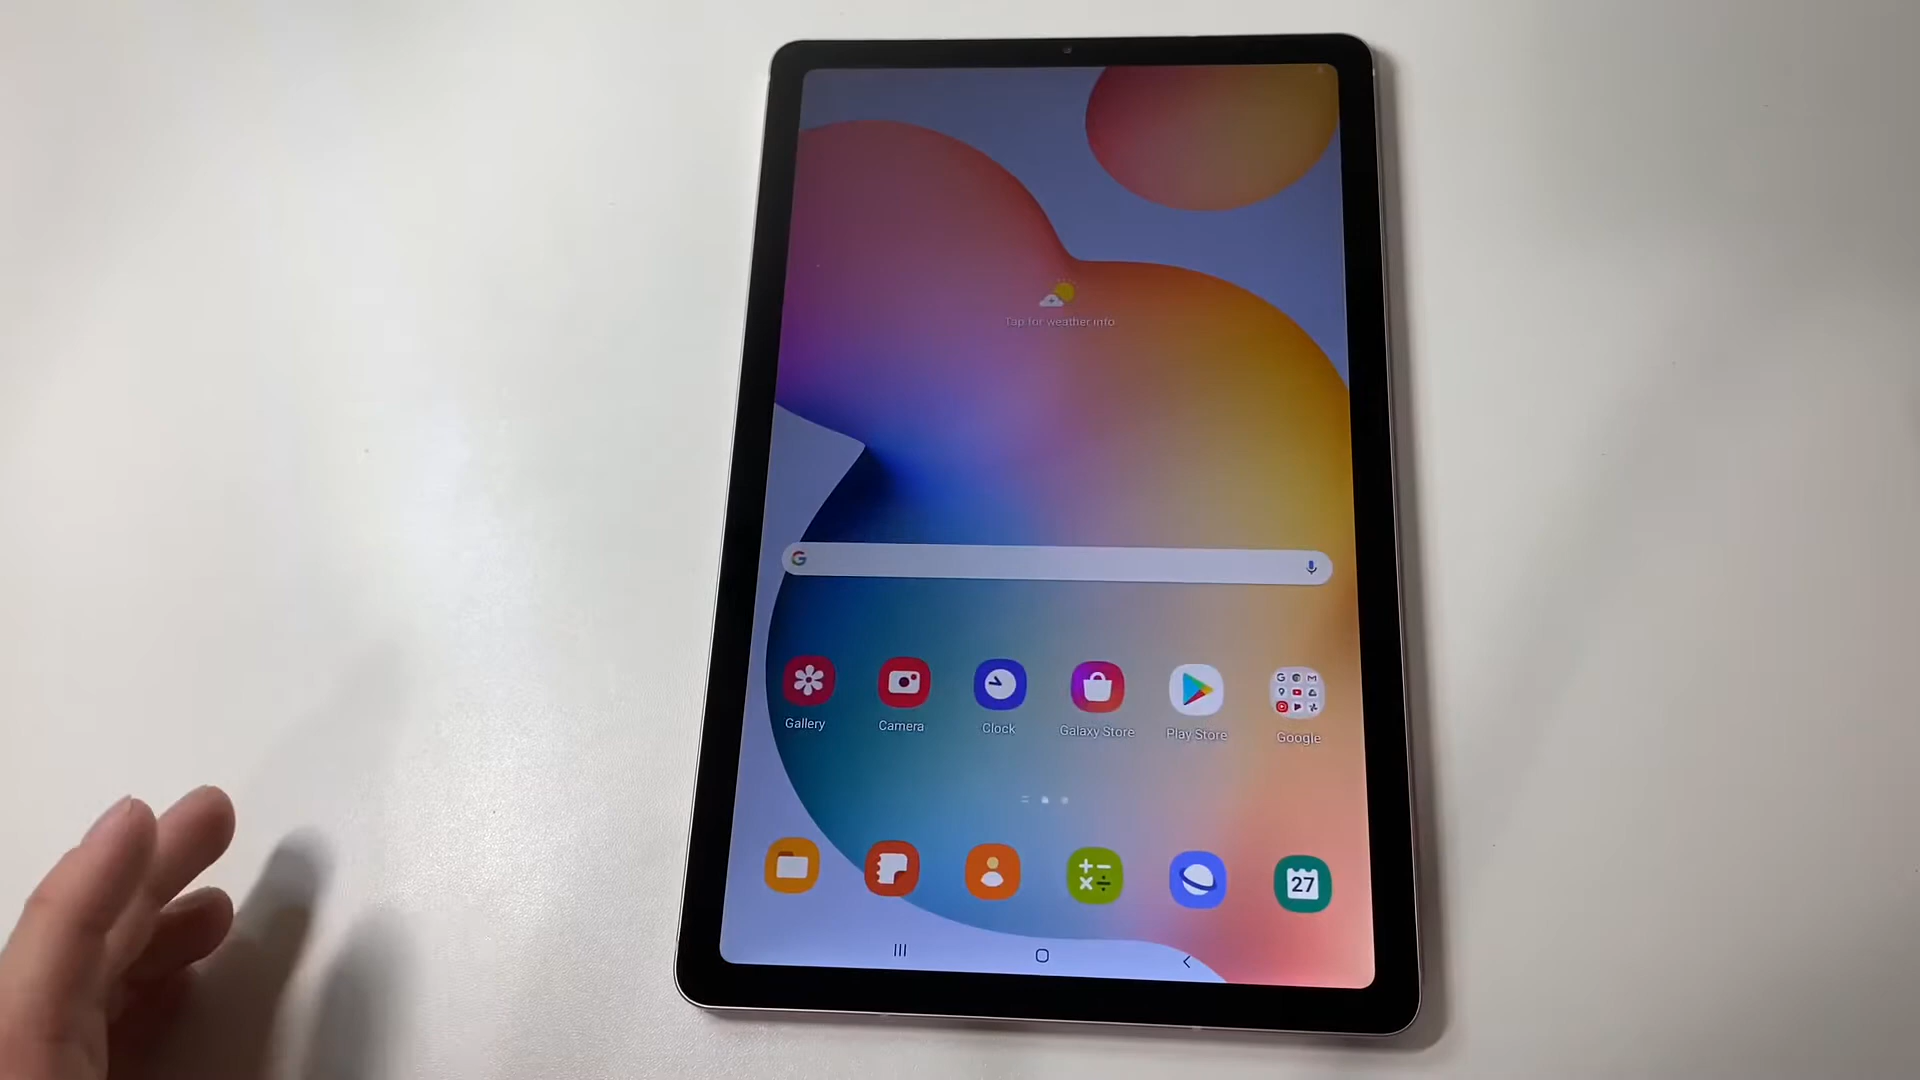 Tap for weather info
G
Gallery
Camera
Clock
Galaxy Store
Play Store
Google
27